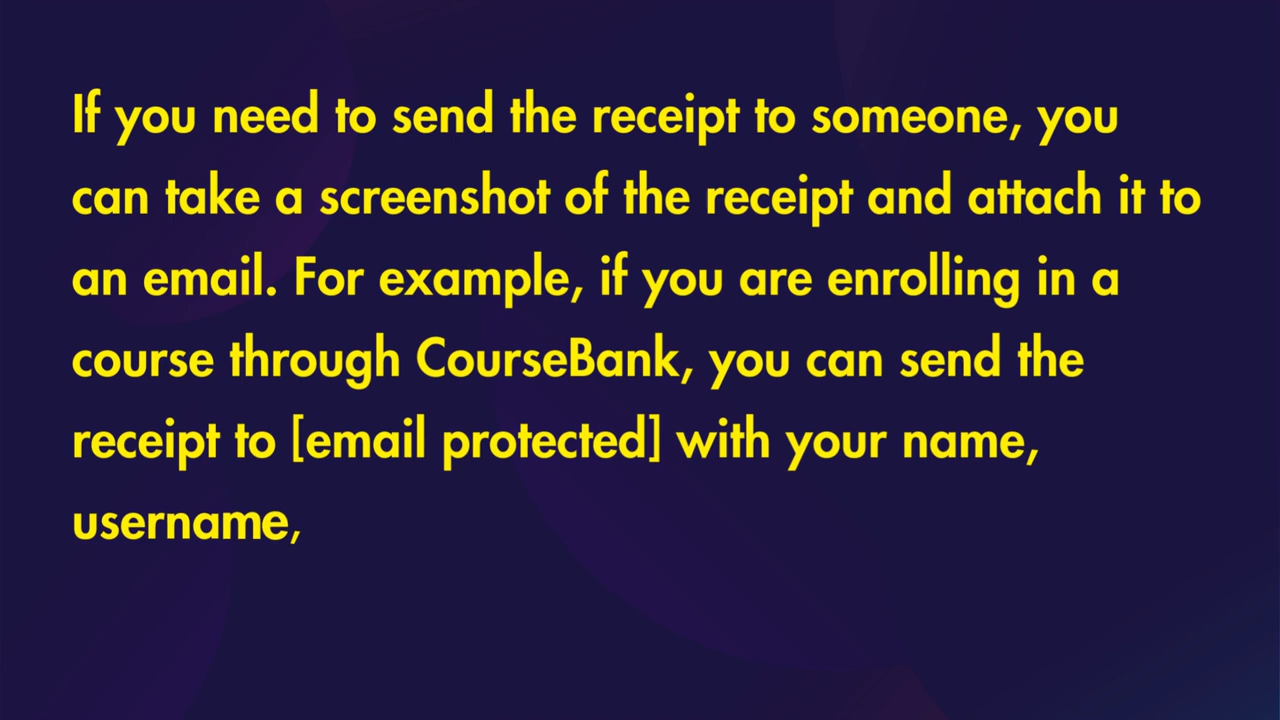 If you need to send the receipt to someone, you
can take a screenshot of the receipt and attach it to
an email. For example, if you are enrolling in a
course through CourseBank, you can send the
receipt to [email protected] with your name,
username,